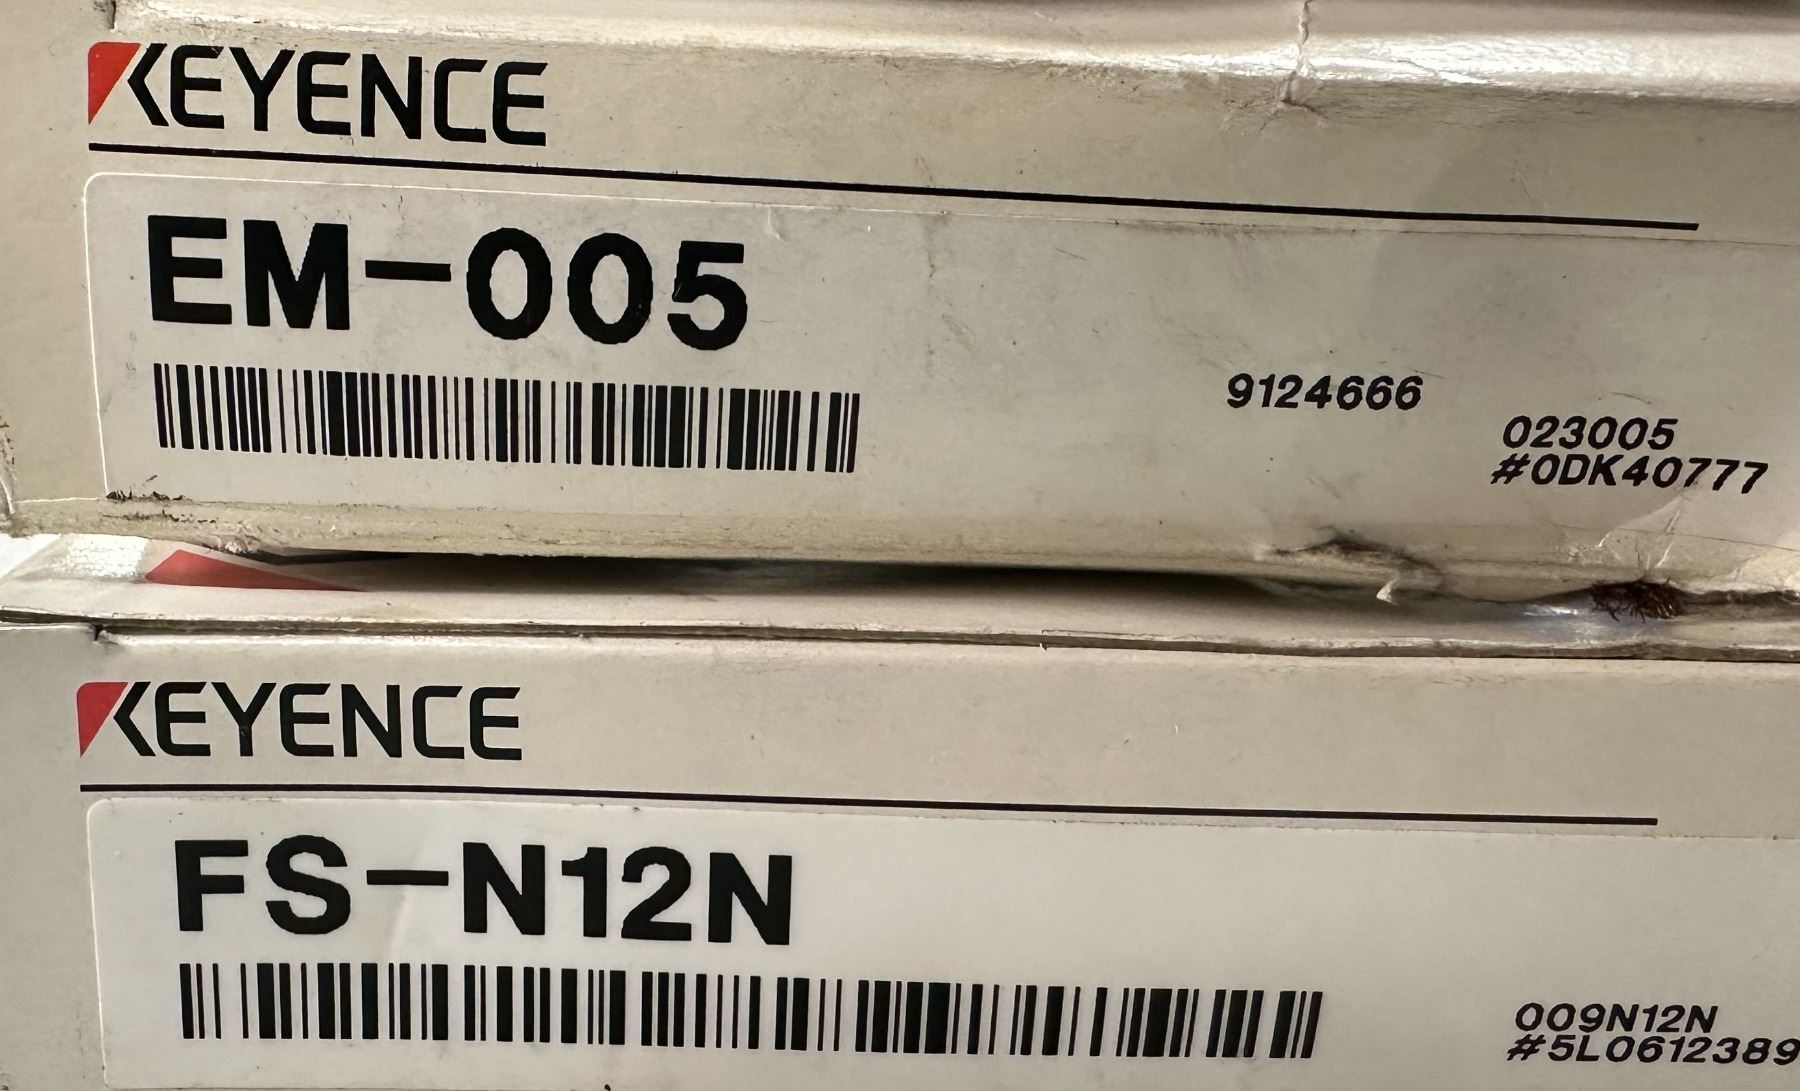 KEYENCE
EM-005
9124666
023005
#0DK40777
KEYENCE
FS-N12N
009N12N
#5L0612389